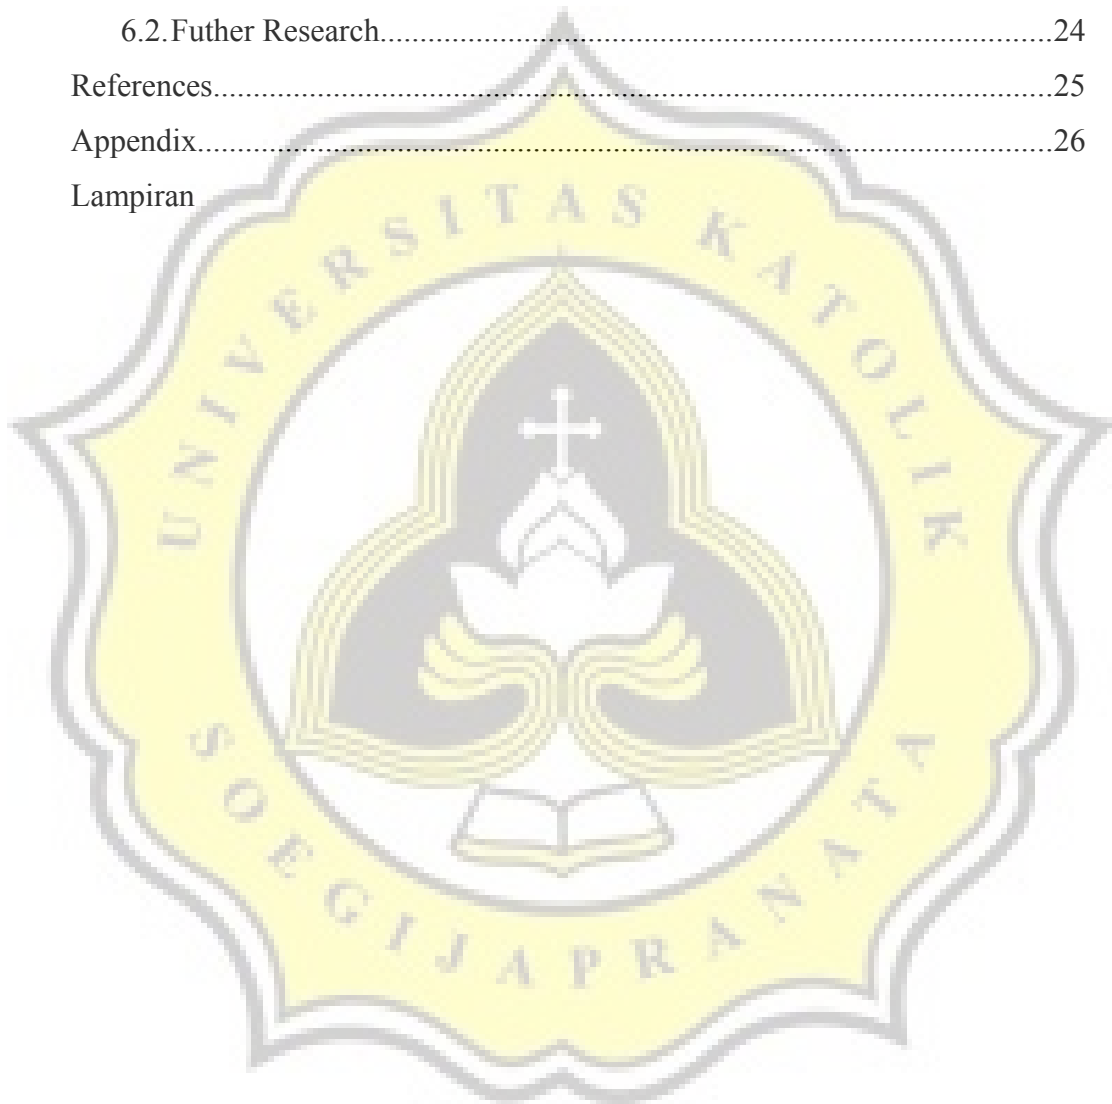 6.2. Futher Research....................................................................................24
References.........................................................................................................25
Appendix...........................................................................................................26
Lampiran
UNIVERSITAS KATOLIK
SOEGIJAPRANATA